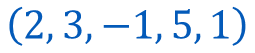 (2, 3, −1, 5, 1)